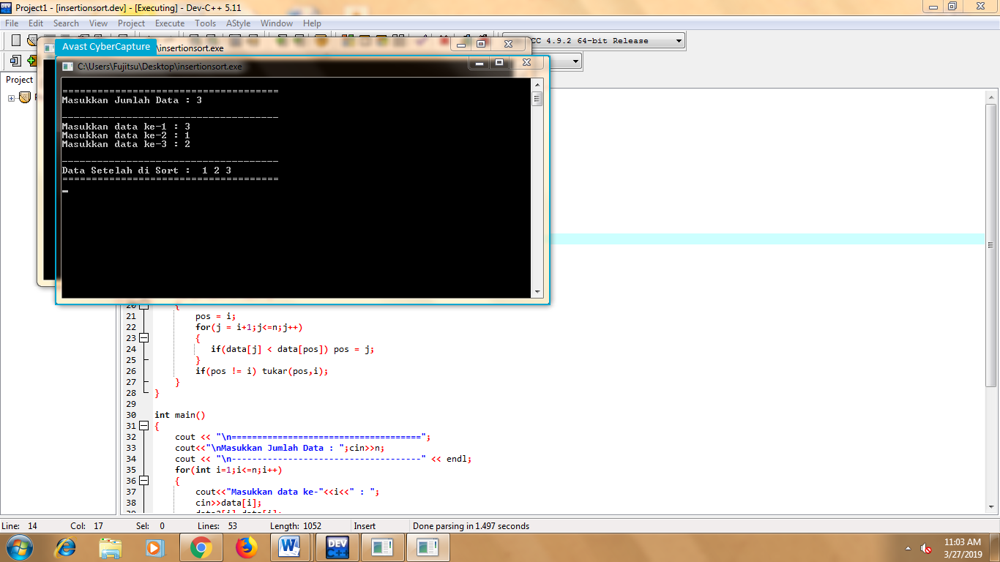 Project1 - [insertionsort.dev] - [Executing] - Dev-C++ 5.11
File Edit Search View Project Execute Tools AStyle Window Help
CC 4.9.2 64-bit Release
Avast CyberCapture
\insertionsort.exe
C:\Users\Fujitsu\Desktop\insertionsort.exe
Project
=====================================
Masukkan Jumlah Data : 3
-------------------------------------
Masukkan data ke-1 : 3
Masukkan data ke-2 : 1
Masukkan data ke-3 : 2
-------------------------------------
Data Setelah di Sort :  1 2 3
=====================================
20 {
21 pos = i;
22 for(j = i+1;j<=n;j++)
23 {
24 if(data[j] < data[pos]) pos = j;
25 }
26 if(pos != i) tukar(pos,i);
27 }
28 }
29
30 int main()
31 {
32 cout << "\n=====================================";
33 cout<<"\nMasukkan Jumlah Data : ";cin>>n;
34 cout << "\n-------------------------------------" << endl;
35 for(int i=1;i<=n;i++)
36 {
37 cout<<"Masukkan data ke-"<<i<<" : ";
38 cin>>data[i];
Line: 14 Col: 17 Sel: 0 Lines: 53 Length: 1052 Insert Done parsing in 1.497 seconds
DEV C++
11:03 AM
3/27/2019